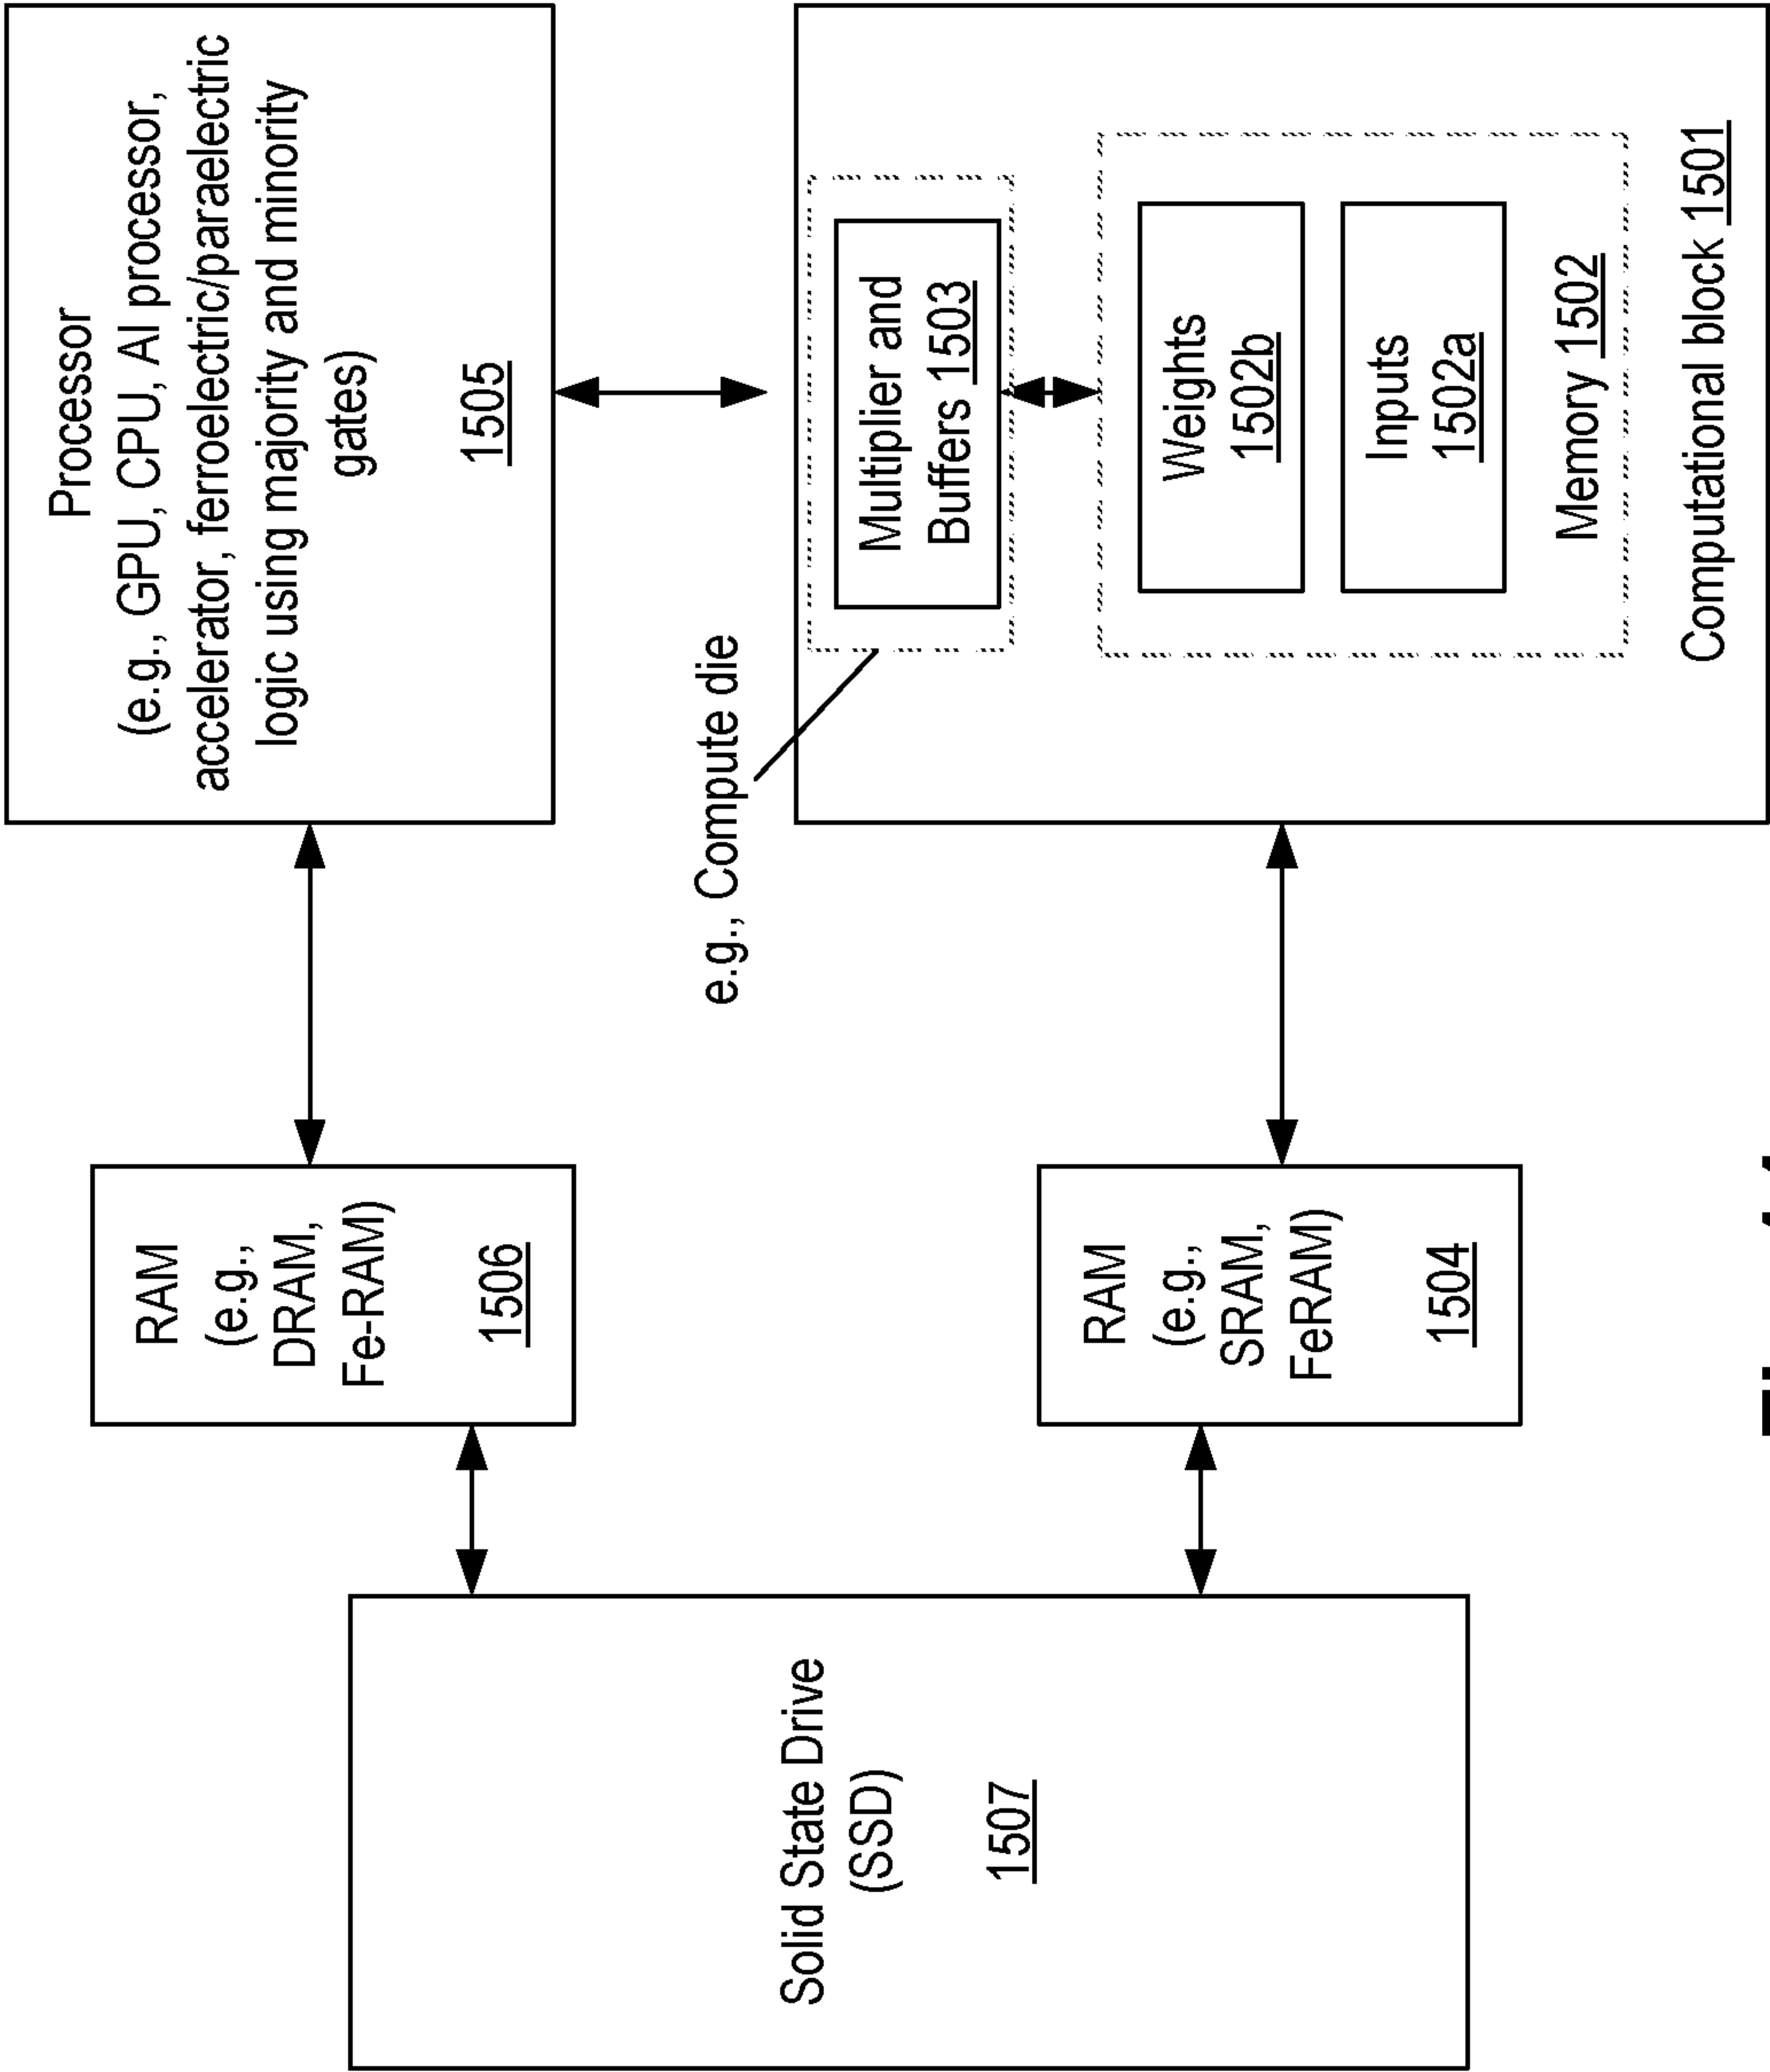 Solid State Drive
(SSD)
1507
RAM
(e.g.,
DRAM,
Fe-RAM)
1506
Processor
(e.g., GPU, CPU, AI processor,
accelerator, ferroelectric/paraelectric
logic using majority and minority
gates)
1505
RAM
(e.g.,
SRAM,
FeRAM)
1504
e.g., Compute die
Multiplier and
Buffers 1503
Weights
1502b
Inputs
1502a
Memory 1502
Computational block 1501